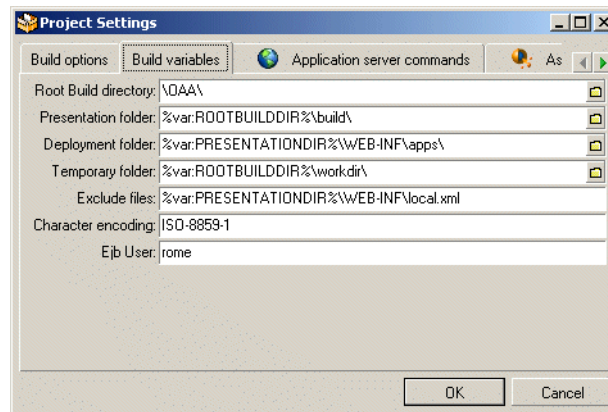 Project Settings
Build options Build variables Application server commands As
Root Build directory: \OAA\
Presentation folder: %var:ROOTBUILDDIR%\build\
Deployment folder: %var:PRESENTATIONDIR%\WEB-INF\apps\
Temporary folder: %var:ROOTBUILDDIR%\workdir\
Exclude files: %var:PRESENTATIONDIR%\WEB-INF\local.xml
Character encoding: ISO-8859-1
Ejb User: rome
OK Cancel